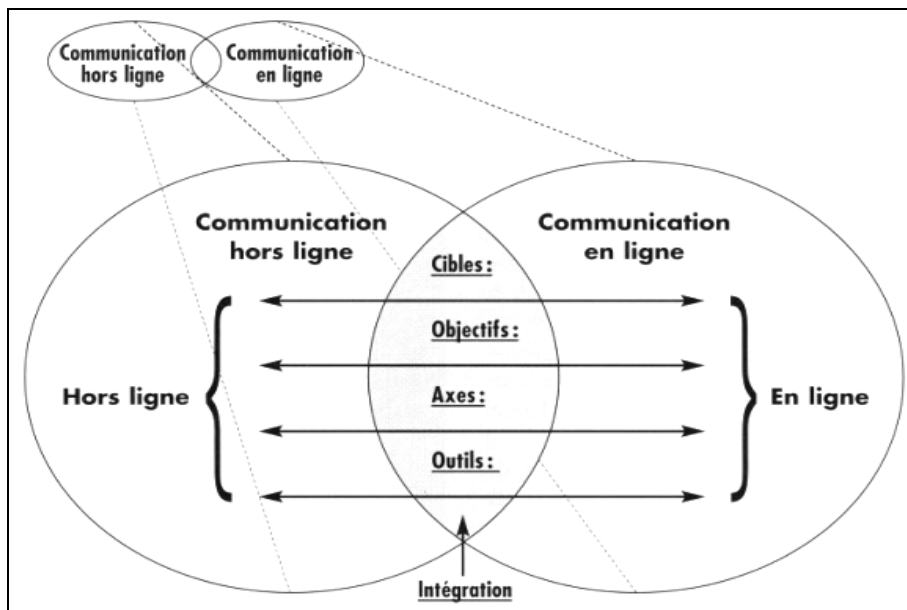 Communication
hors ligne
Communication
en ligne
Communication
hors ligne
Communication
en ligne
Cibles :
Objectifs :
Hors ligne
Axes :
En ligne
Outils :
Intégration